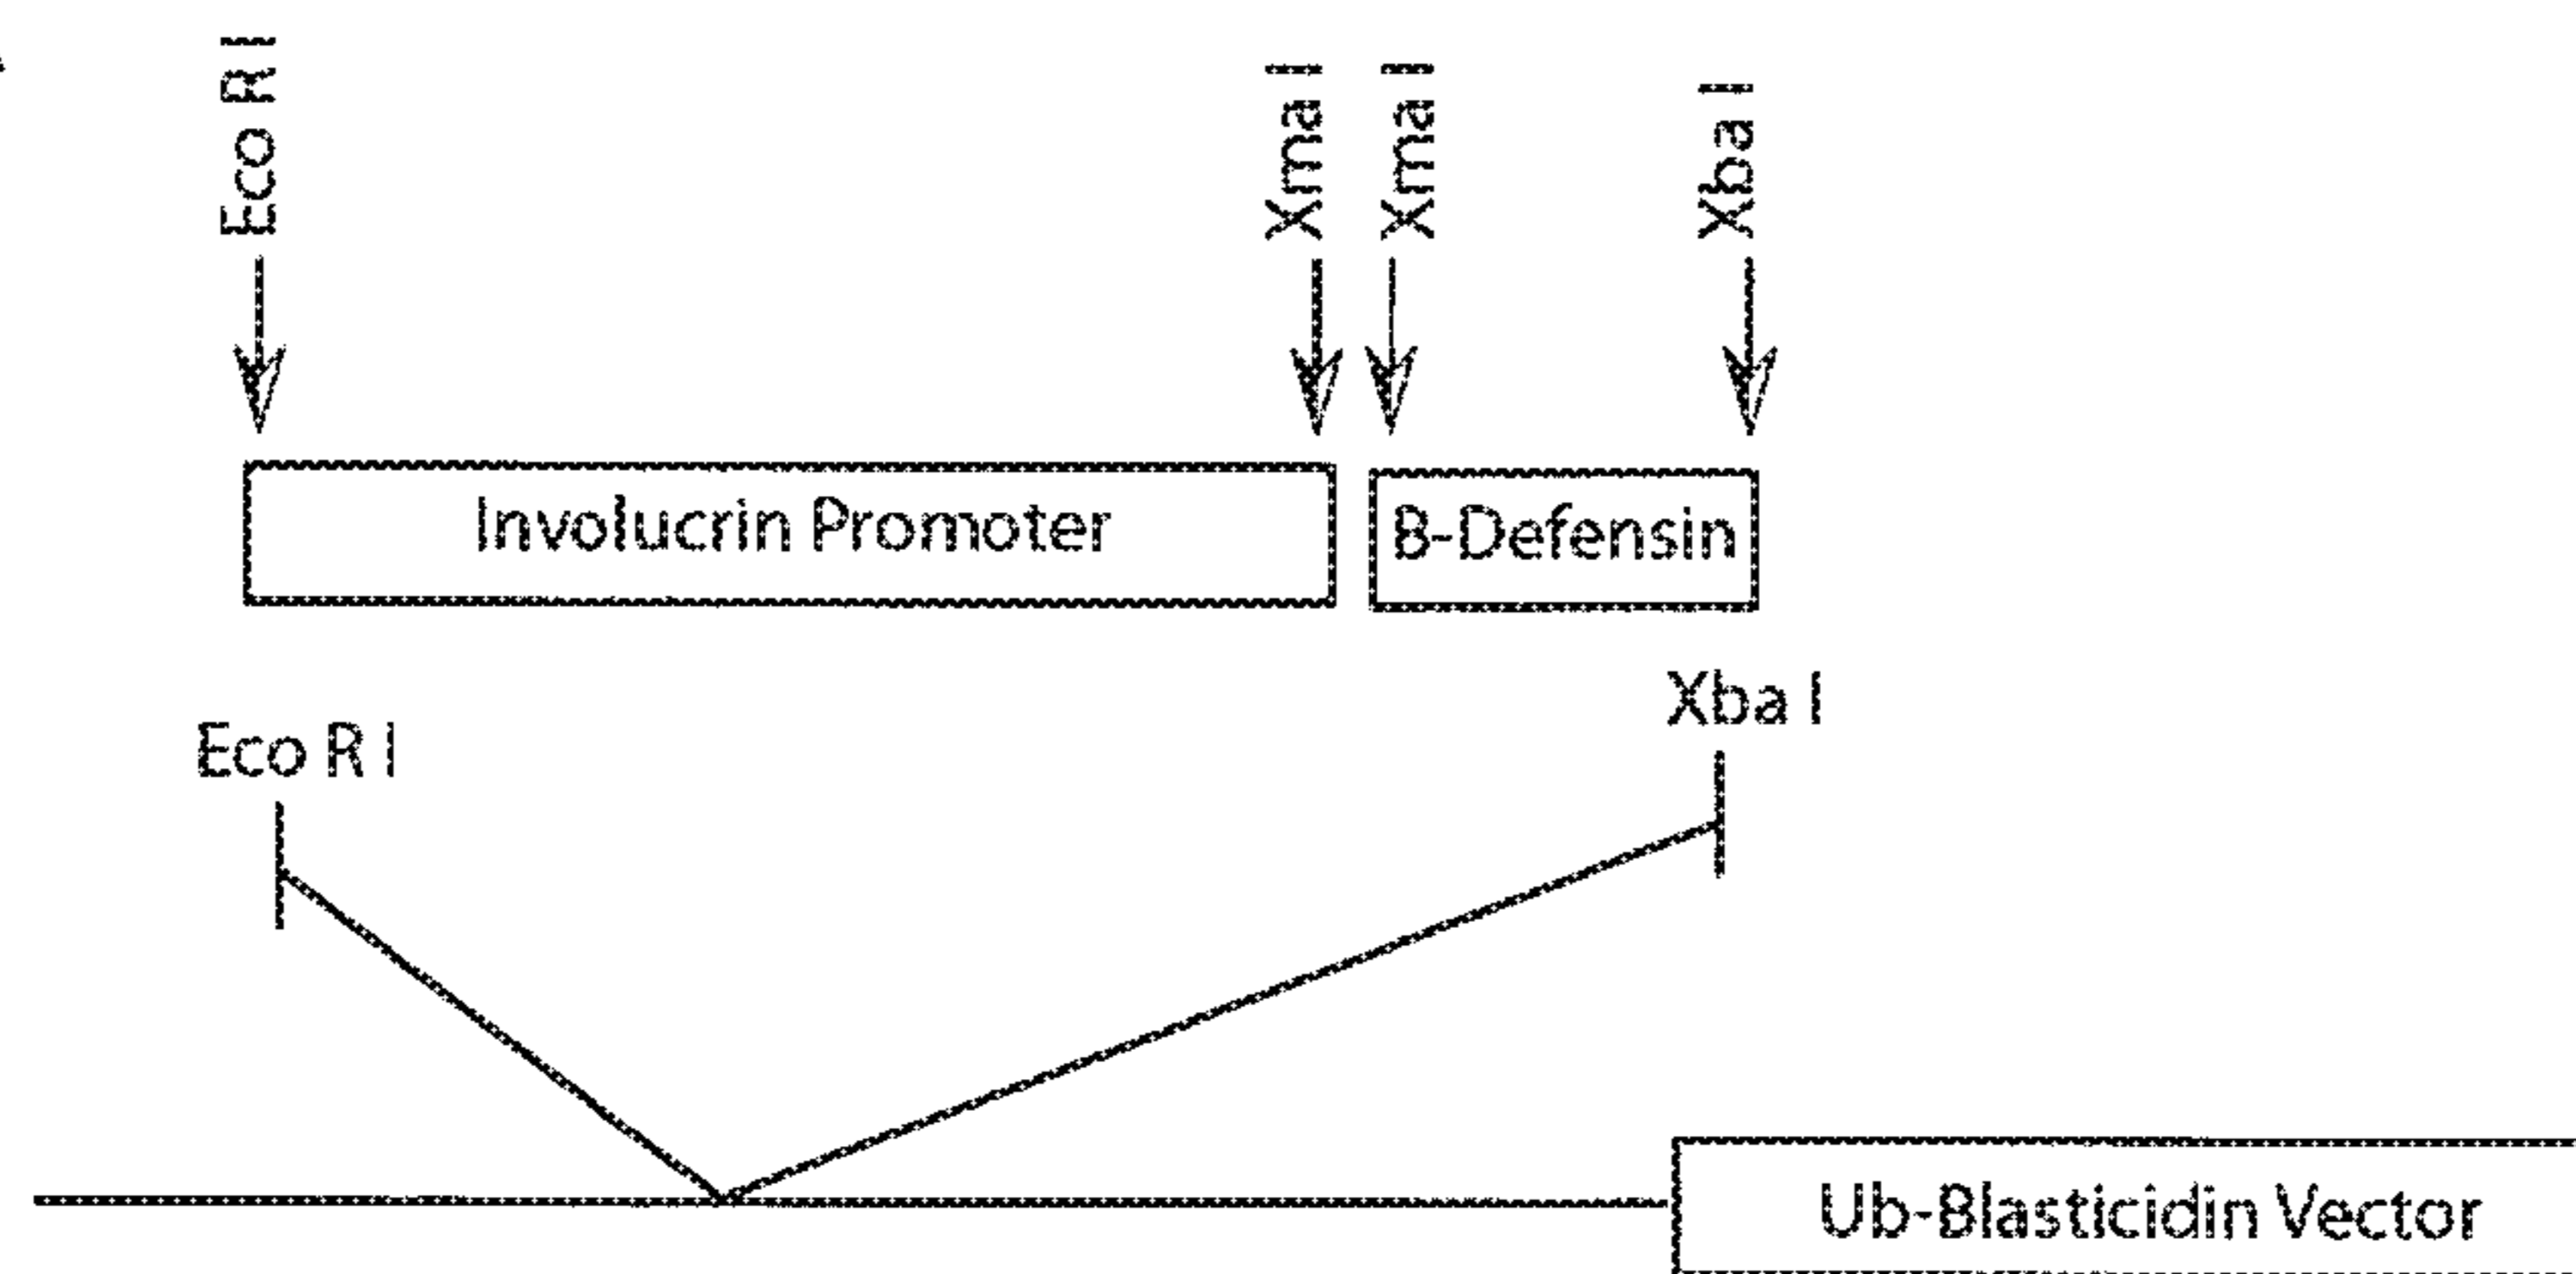 Eco R I
Xma I
Xma I
Xba I
Involucrin Promoter
B-Defensin
Xba I
Eco R I
Ub-Blasticidin Vector